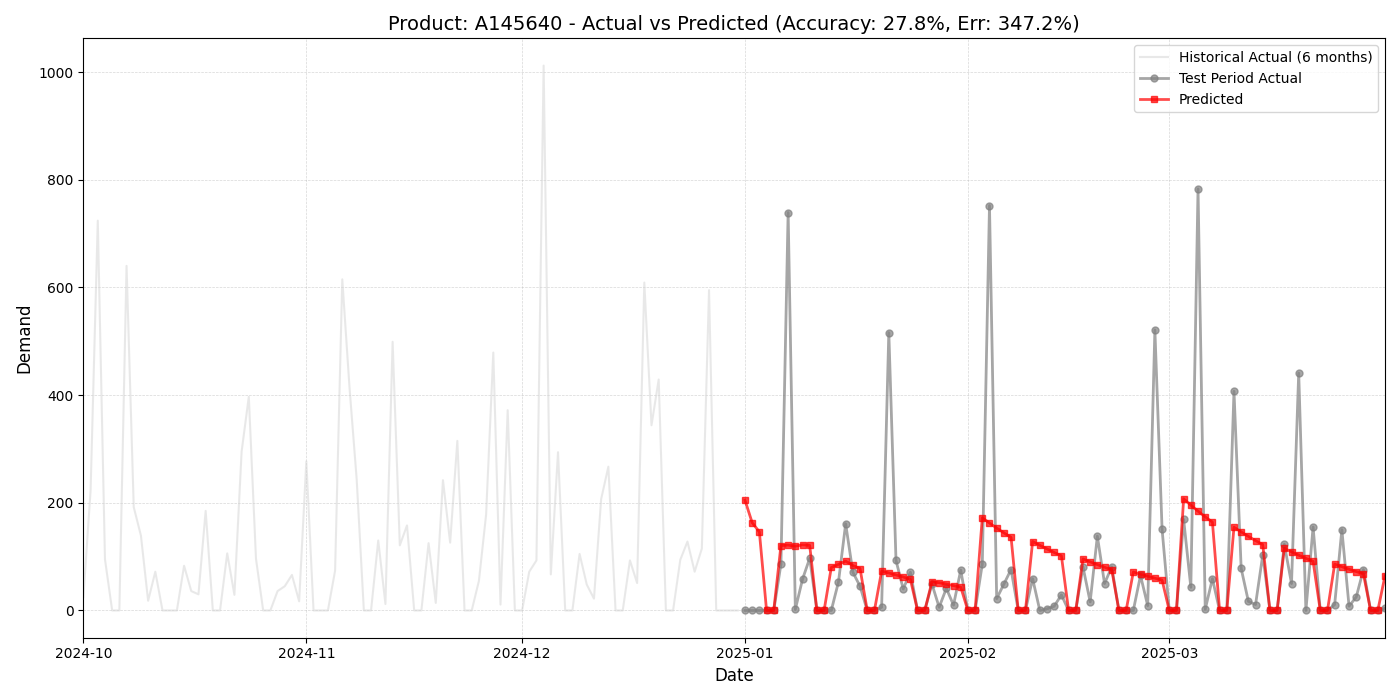 Product: A145640 - Actual vs Predicted (Accuracy: 27.8%, Err: 347.2%)
Historical Actual (6 months)
Test Period Actual
Predicted
Demand
1000
800
600
400
200
0
2024-10
2024-11
2024-12
2025-01
2025-02
2025-03
Date